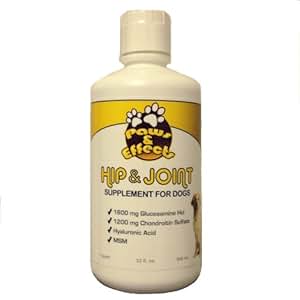 Paws
&
Effects
HIP & JOINT
SUPPLEMENT FOR DOGS
1600 mg Glucosamine Hcl
1200 mg Chondroitin Sulfate
Hyaluronic Acid
MSM
32 fl. oz.